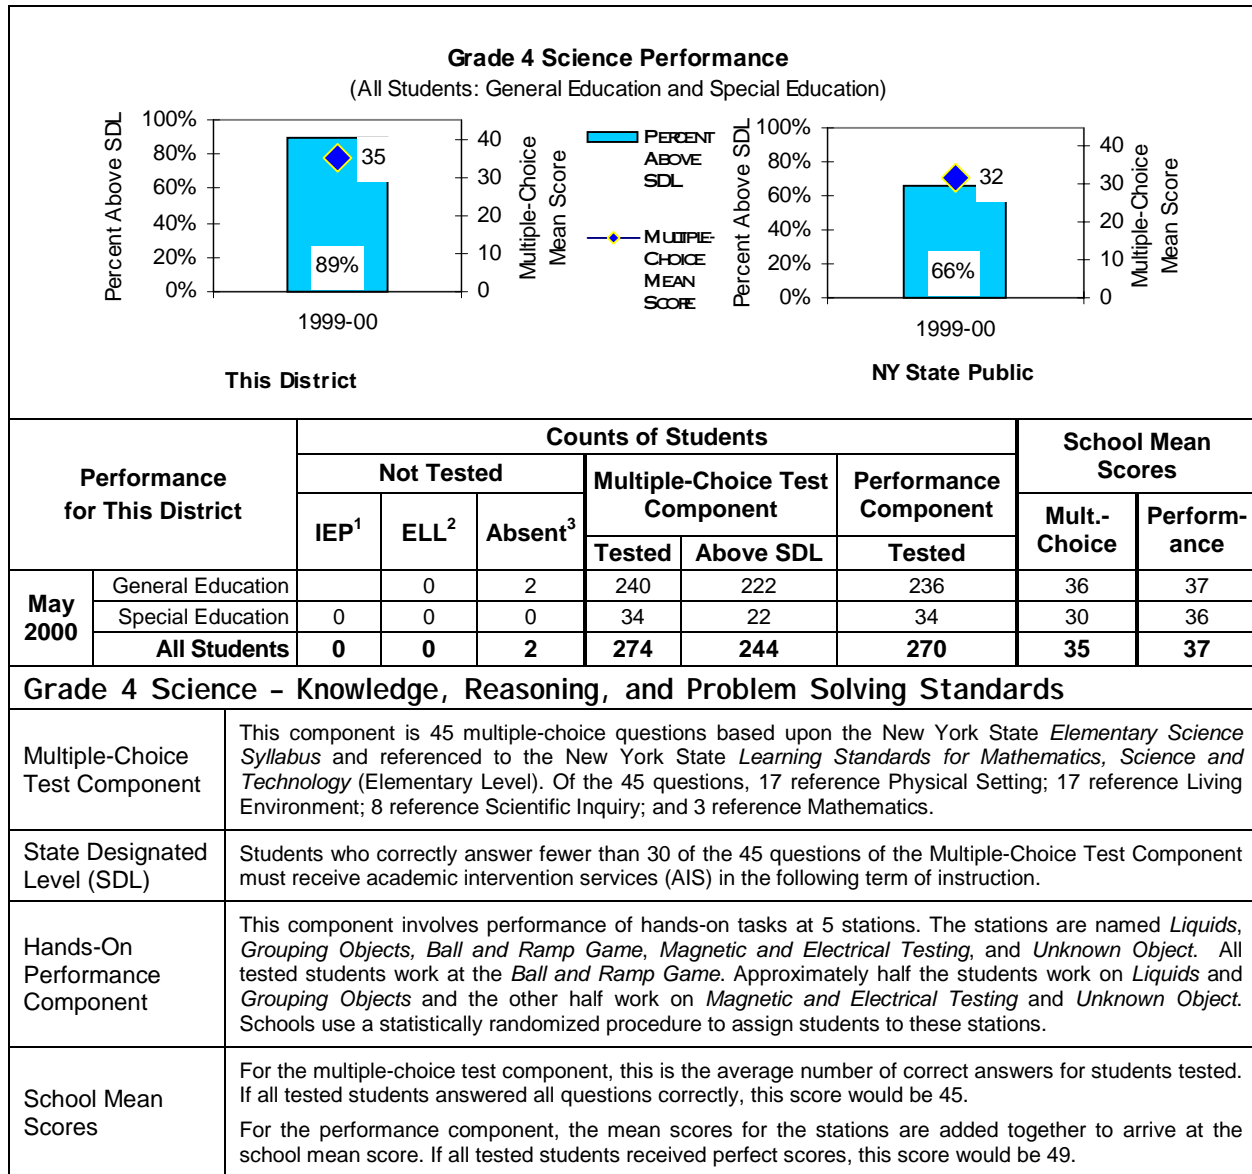 Grade 4 Science Performance
(All Students: General Education and Special Education)
Percent Above SDL
100%
80%
60%
40%
20%
0%
35
89%
40
30
20
10
0
Multiple-Choice
Mean Score
1999-00
This District
PERCENT
ABOVE
SDL
MULTIPLE-
CHOICE
MEAN
SCORE
Percent Above SDL
100%
80%
60%
40%
20%
0%
32
66%
40
30
20
10
0
Multiple-Choice
Mean Score
1999-00
NY State Public
Performance
for This District
Counts of Students
School Mean
Scores
Not Tested
Multiple-Choice Test
Component
Performance
Component
IEP¹ ELL² Absent³
Mult.-
Choice
Perform-
ance
Tested Above SDL Tested
May
2000
General Education 0 2 240 222 236 36 37
Special Education 0 0 0 34 22 34 30 36
All Students 0 0 2 274 244 270 35 37
Grade 4 Science – Knowledge, Reasoning, and Problem Solving Standards
Multiple-Choice
Test Component
This component is 45 multiple-choice questions based upon the New York State Elementary Science
Syllabus and referenced to the New York State Learning Standards for Mathematics, Science and
Technology (Elementary Level). Of the 45 questions, 17 reference Physical Setting; 17 reference Living
Environment; 8 reference Scientific Inquiry; and 3 reference Mathematics.
State Designated
Level (SDL)
Students who correctly answer fewer than 30 of the 45 questions of the Multiple-Choice Test Component
must receive academic intervention services (AIS) in the following term of instruction.
Hands-On
Performance
Component
This component involves performance of hands-on tasks at 5 stations. The stations are named Liquids,
Grouping Objects, Ball and Ramp Game, Magnetic and Electrical Testing, and Unknown Object. All
tested students work at the Ball and Ramp Game. Approximately half the students work on Liquids and
Grouping Objects and the other half work on Magnetic and Electrical Testing and Unknown Object.
Schools use a statistically randomized procedure to assign students to these stations.
School Mean
Scores
For the multiple-choice test component, this is the average number of correct answers for students tested.
If all tested students answered all questions correctly, this score would be 45.
For the performance component, the mean scores for the stations are added together to arrive at the
school mean score. If all tested students received perfect scores, this score would be 49.